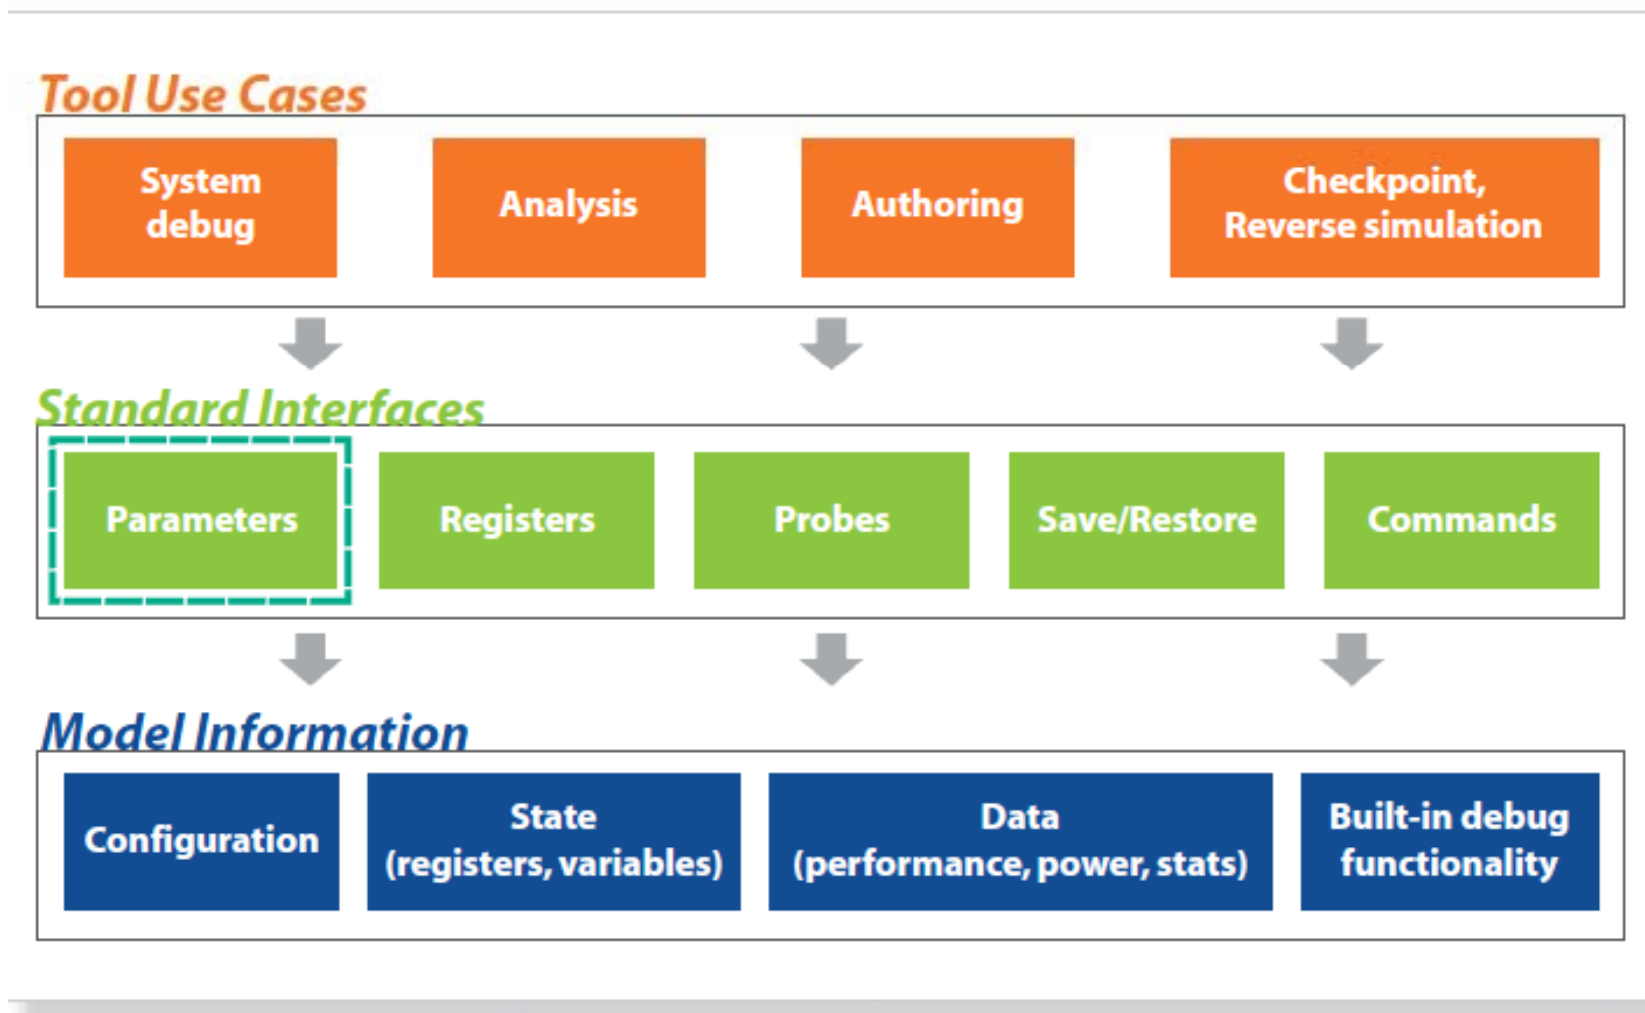 Tool Use Cases
System
debug
Analysis
Authoring
Checkpoint,
Reverse simulation
Standard Interfaces
Parameters
Registers
Probes
Save/Restore
Commands
Model Information
Configuration
State
(registers, variables)
Data
(performance, power, stats)
Built-in debug
functionality